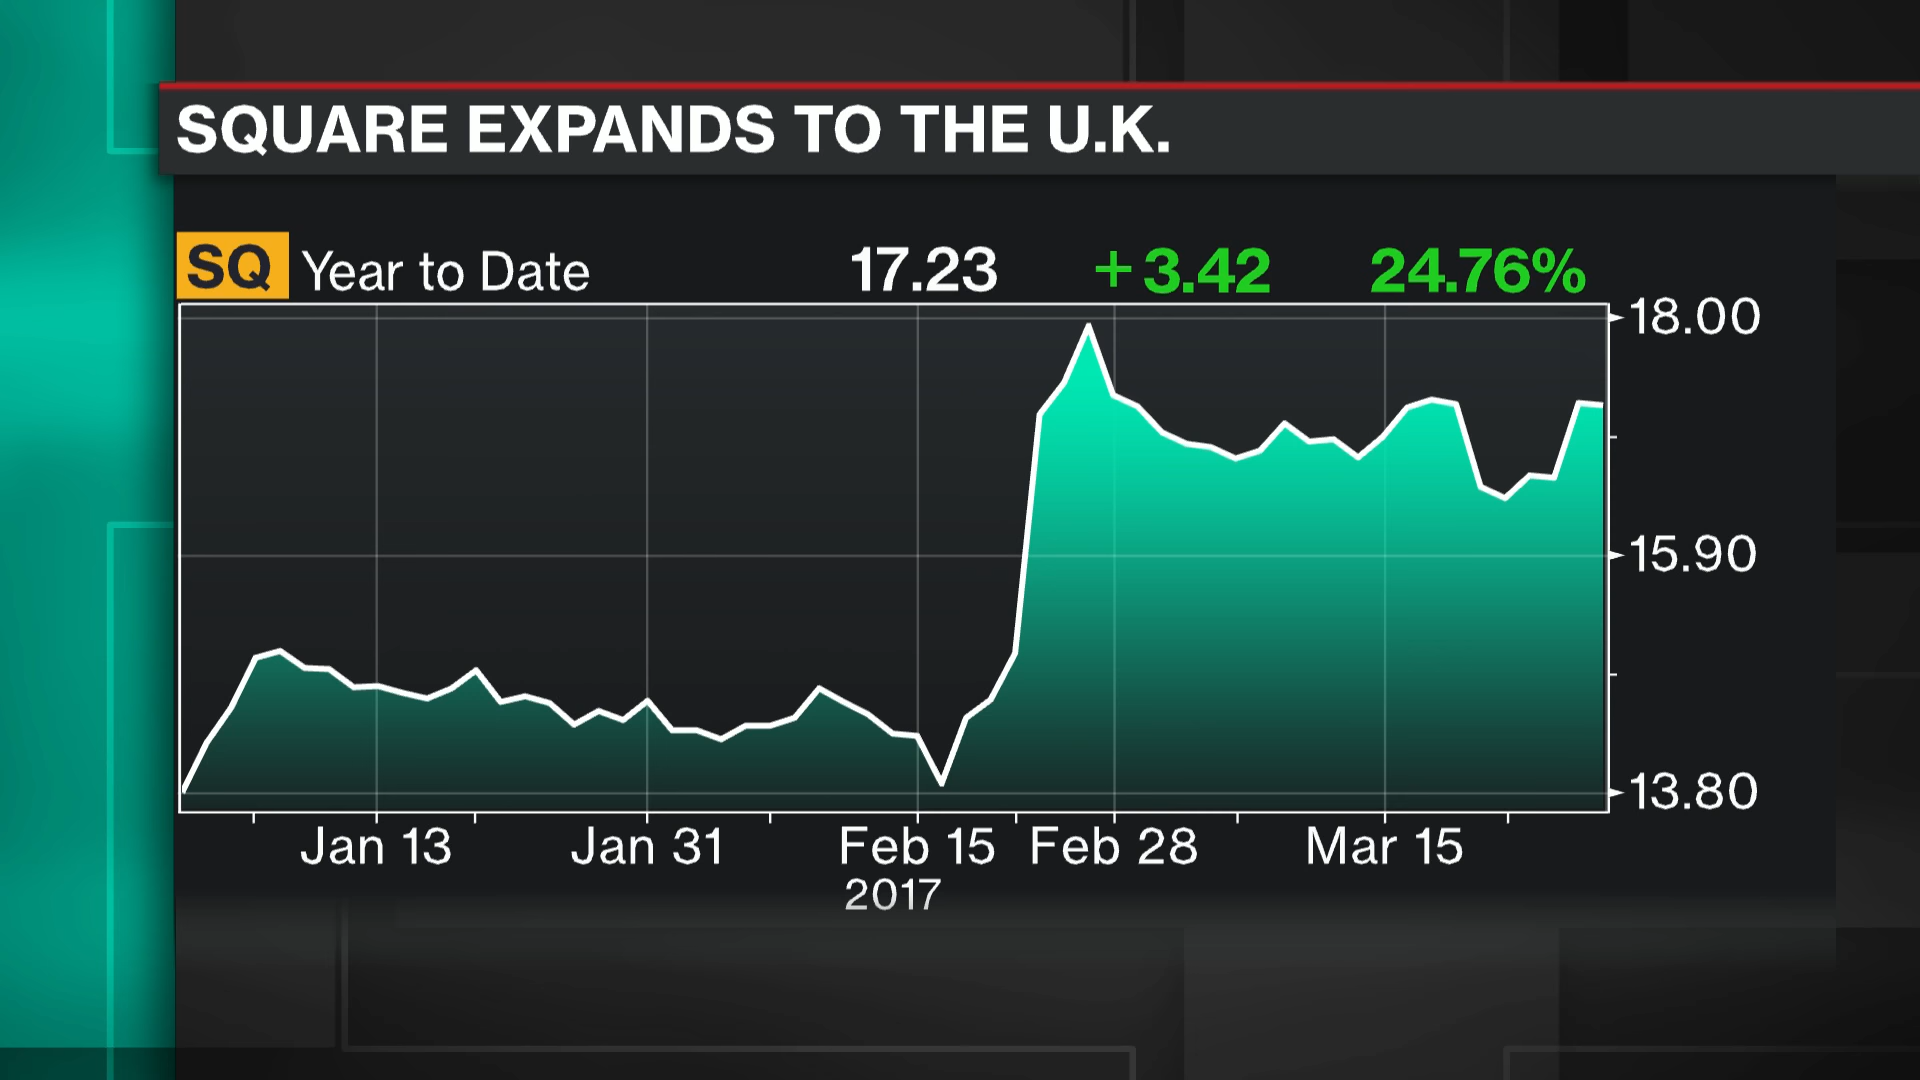 SQUARE EXPANDS TO THE U.K.
SQ Year to Date 17.23 +3.42 24.76%
18.00
15.90
13.80
Jan 13 Jan 31 Feb 15 Feb 28 Mar 15
2017